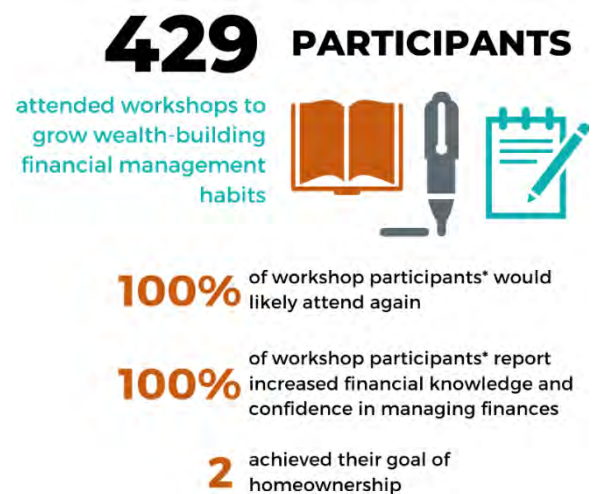 429 PARTICIPANTS
attended workshops to
grow wealth-building
financial management
habits
100% of workshop participants* would
likely attend again
100% of workshop participants* report
increased financial knowledge and
confidence in managing finances
2 achieved their goal of
homeownership